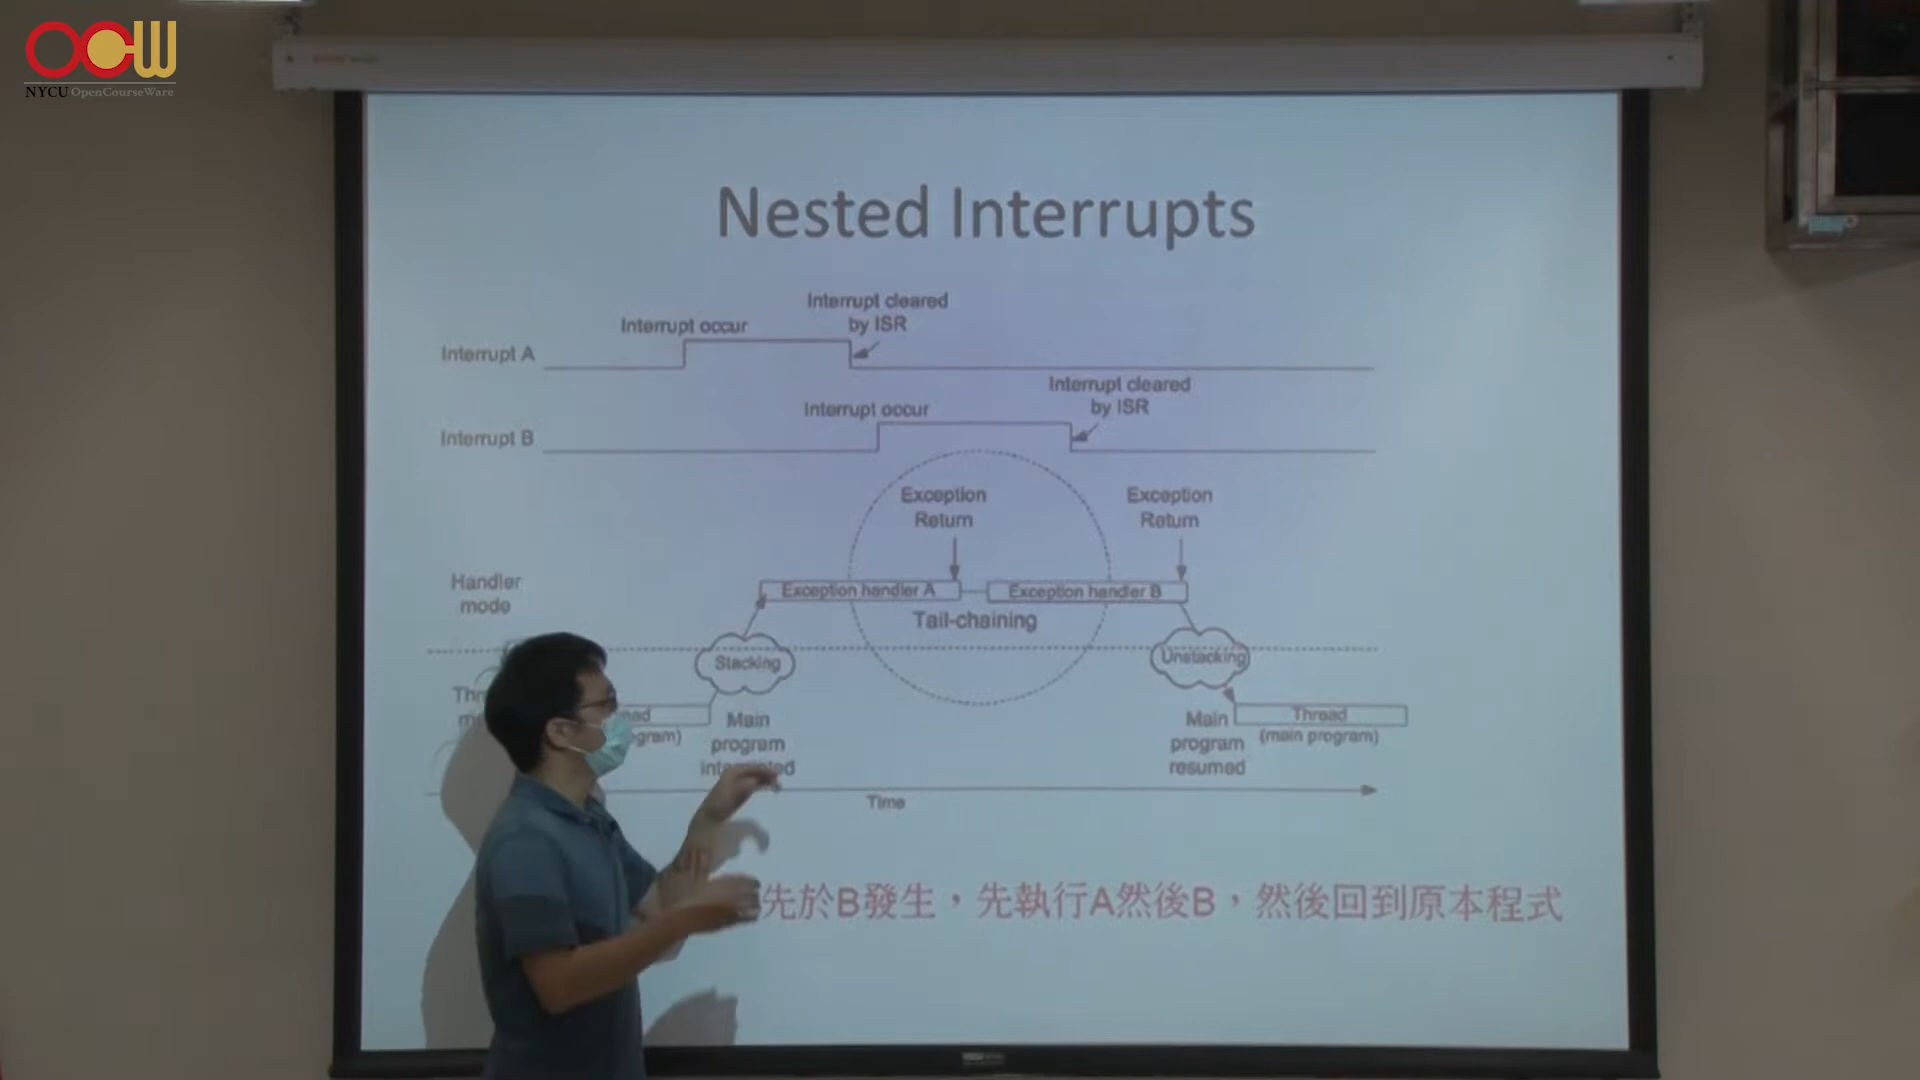 OCW
NYCU OpenCourseWare
Nested Interrupts
Interrupt cleared
by ISR
Interrupt occur
Interrupt A
Interrupt cleared
by ISR
Interrupt occur
Interrupt B
Exception
Return
Exception
Return
Handler
mode
Exception handler A
Exception handler B
Tail-chaining
Stacking
Unstacking
Main
program
interrupted
Main
program
resumed
Thread
(main program)
Time
先於B發生，先執行A然後B，然後回到原本程式